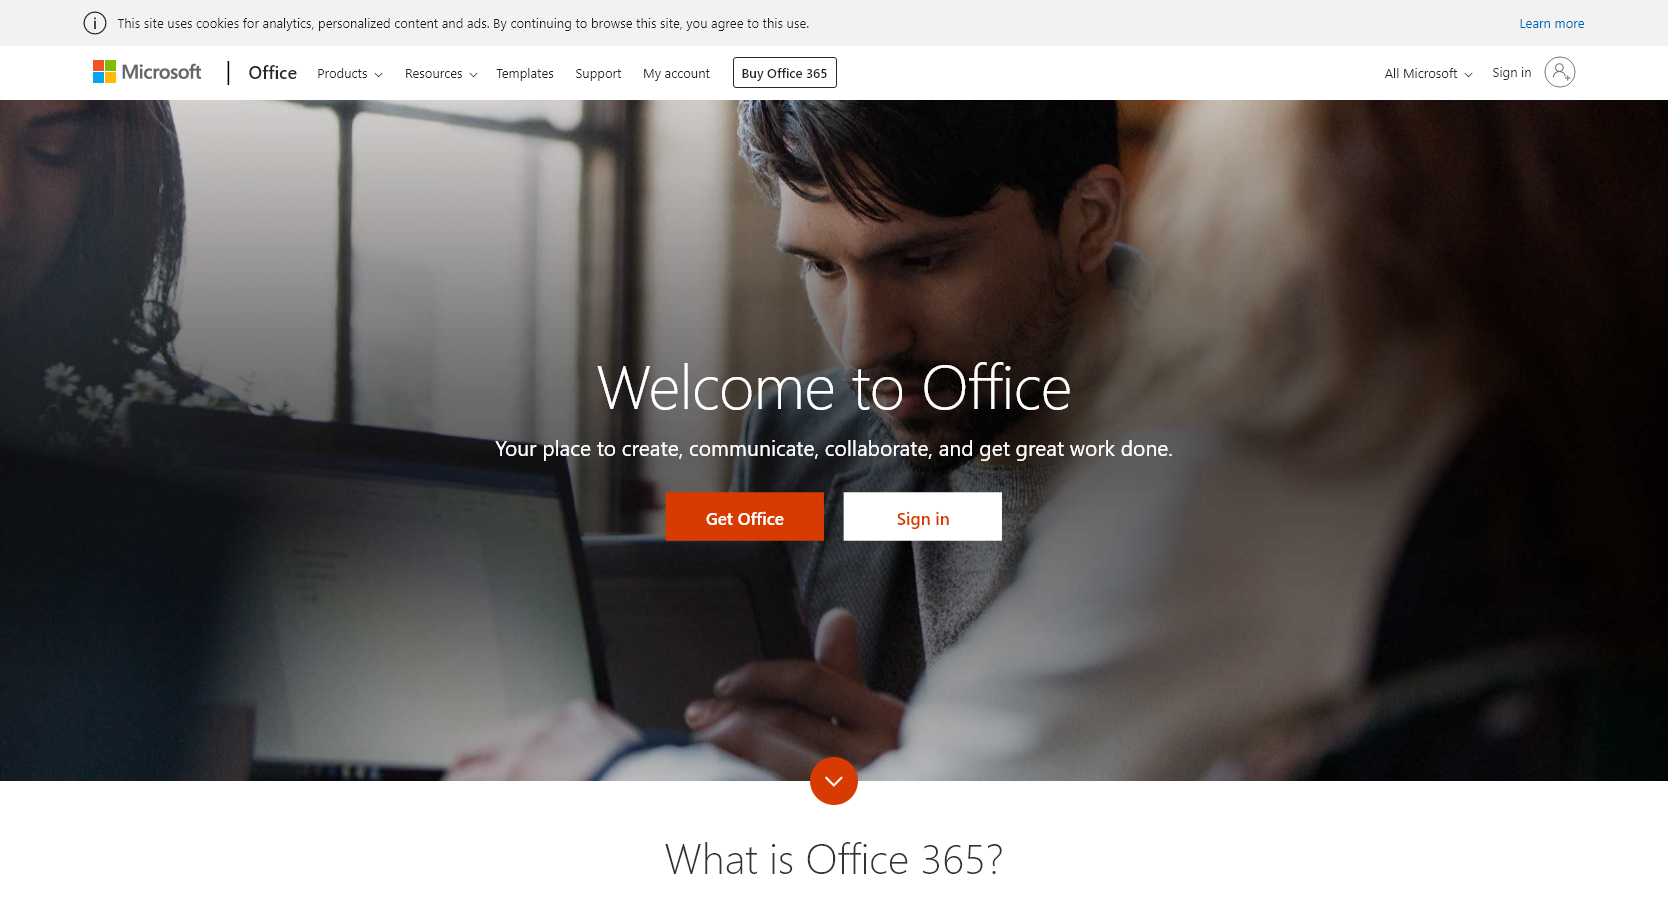 This site uses cookies for analytics, personalized content and ads. By continuing to browse this site, you agree to this use.
Learn more
Microsoft
Office
Products
Resources
Templates
Support
My account
Buy Office 365
All Microsoft
Sign in
Welcome to Office
Your place to create, communicate, collaborate, and get great work done.
Get Office
Sign in
What is Office 365?